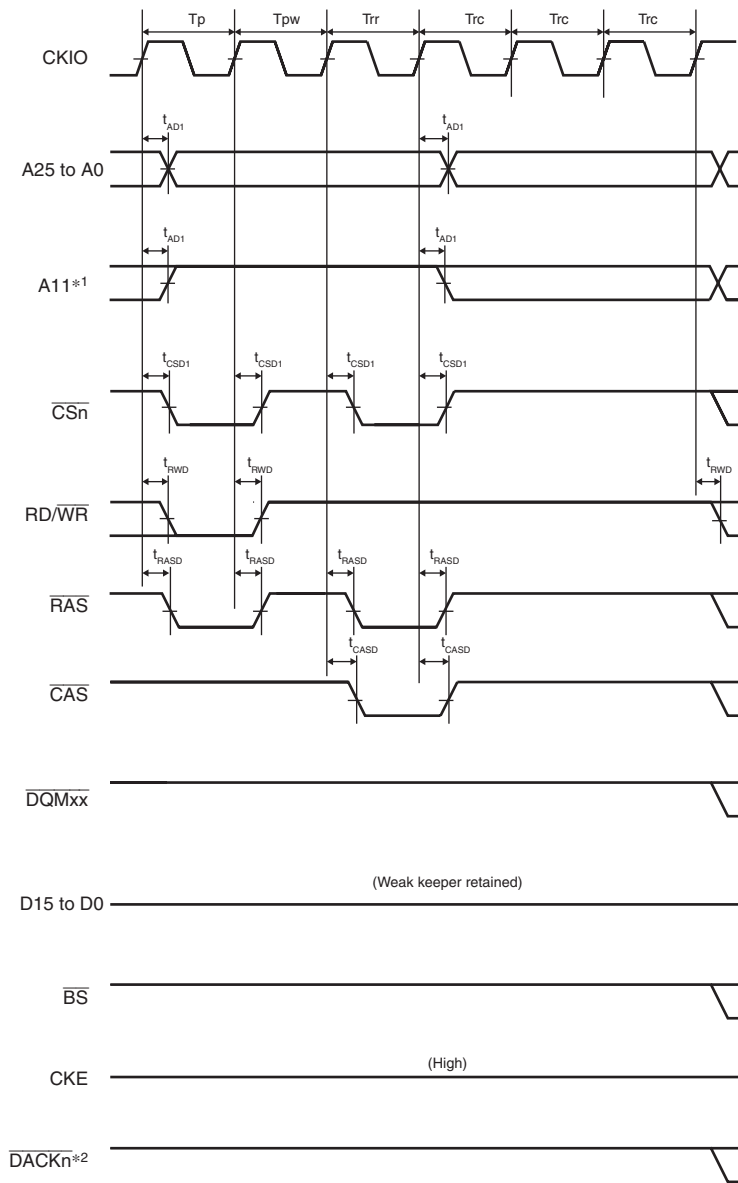 Tp Tpw Trr Trc Trc Trc
CKIO
tAD1 tAD1
A25 to A0
tAD1 tAD1
A11*1
tCSD1 tCSD1 tCSD1 tCSD1
CSn
tRWD tRWD tRWD
RD/WR
tRASD tRASD tRASD tRASD
RAS
tCASD tCASD
CAS
DQMxx
(Weak keeper retained)
D15 to D0
BS
(High)
CKE
DACKn*2